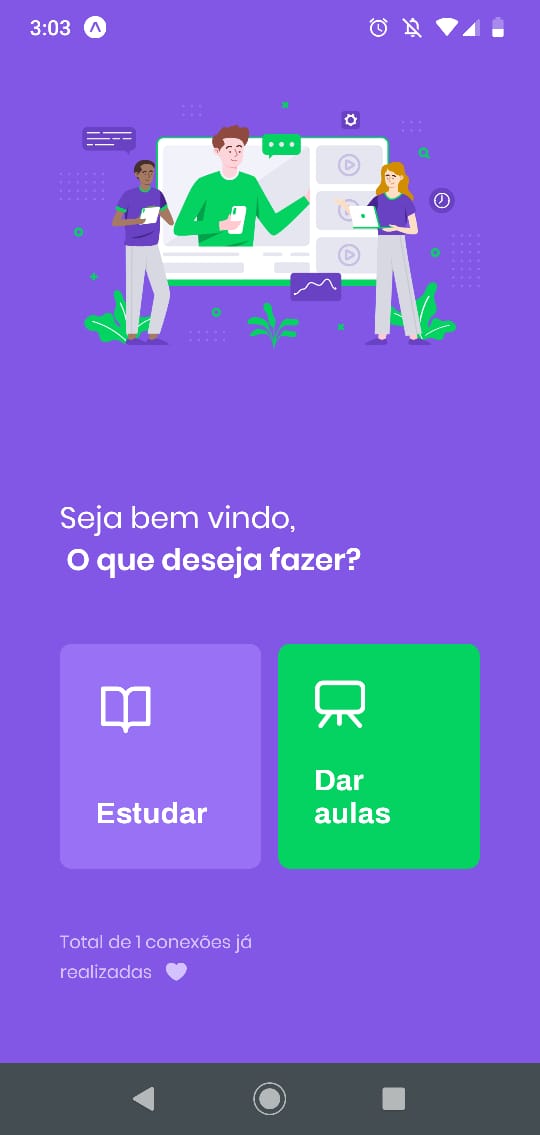 3:03
Seja bem vindo,
O que deseja fazer?
Estudar
Dar
aulas
Total de 1 conexões já
realizadas